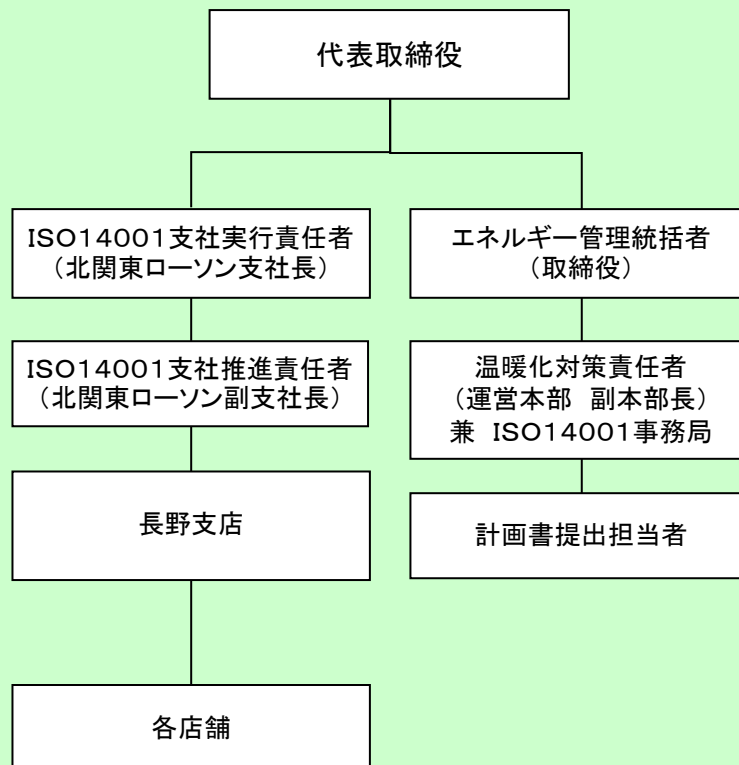 代表取締役
ISO14001支社実行責任者
（北関東ローソン支社長）
ISO14001支社推進責任者
（北関東ローソン副支社長）
長野支店
各店舗
エネルギー管理統括者
（取締役）
温暖化対策責任者
（運営本部　副本部長）
兼　ISO14001事務局
計画書提出担当者